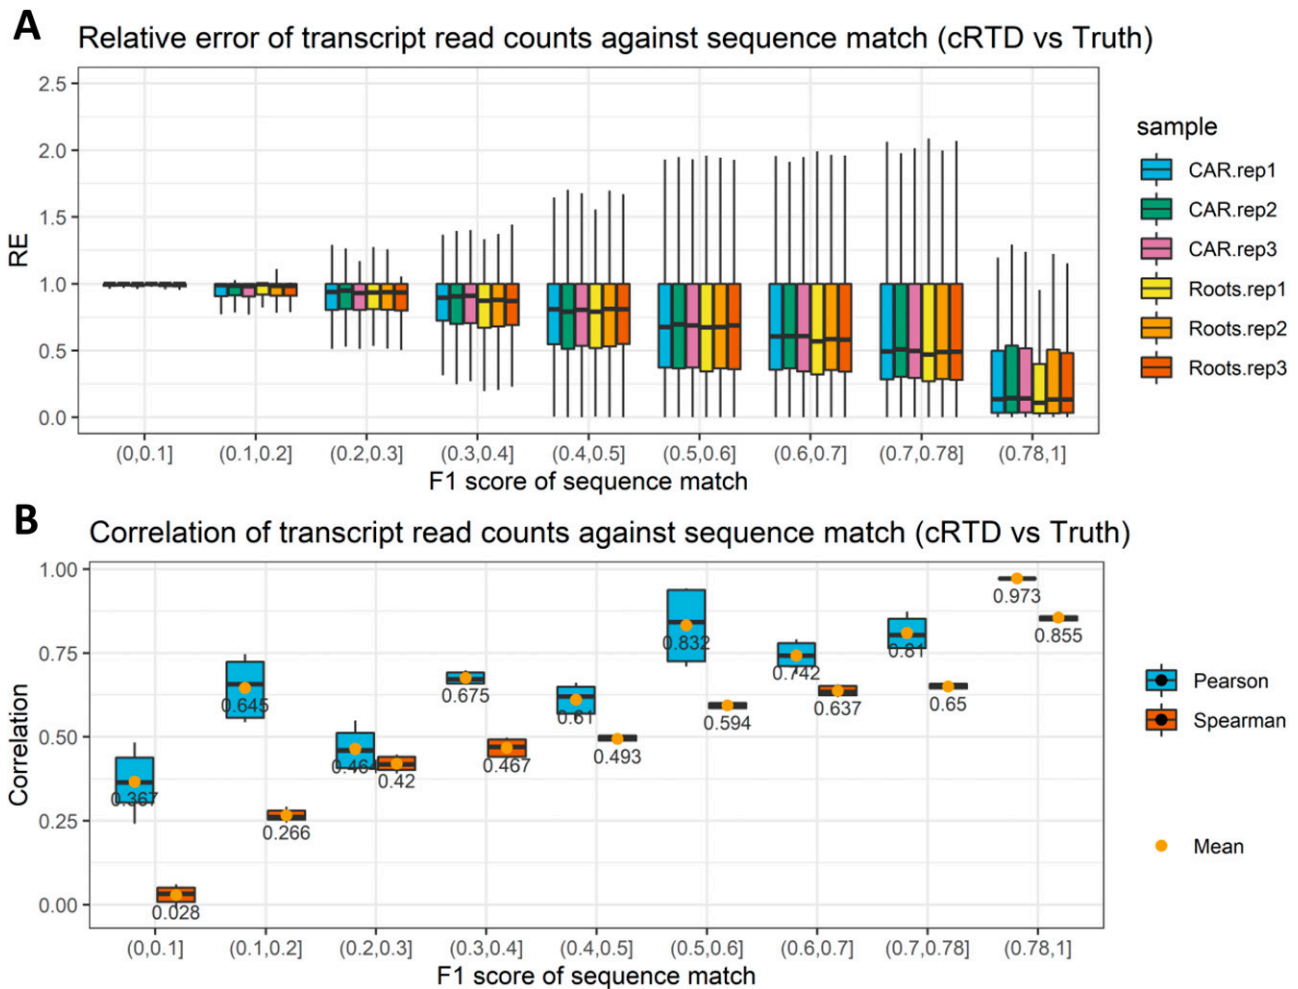 A
Relative error of transcript read counts against sequence match (cRTD vs Truth)
2.5
2.0
1.5
1.0
0.5
0.0
RE
(0,0.1] (0.1,0.2] (0.2,0.3] (0.3,0.4] (0.4,0.5] (0.5,0.6] (0.6,0.7] (0.7,0.78] (0.78,1]
F1 score of sequence match
sample
CAR.rep1
CAR.rep2
CAR.rep3
Roots.rep1
Roots.rep2
Roots.rep3
B
Correlation of transcript read counts against sequence match (cRTD vs Truth)
1.00
0.75
0.50
0.25
0.00
Correlation
0.367
0.028
0.645
0.266
0.464
0.42
0.675
0.467
0.61
0.493
0.832
0.594
0.742
0.637
0.81
0.65
0.973
0.855
(0,0.1] (0.1,0.2] (0.2,0.3] (0.3,0.4] (0.4,0.5] (0.5,0.6] (0.6,0.7] (0.7,0.78] (0.78,1]
F1 score of sequence match
Pearson
Spearman
Mean